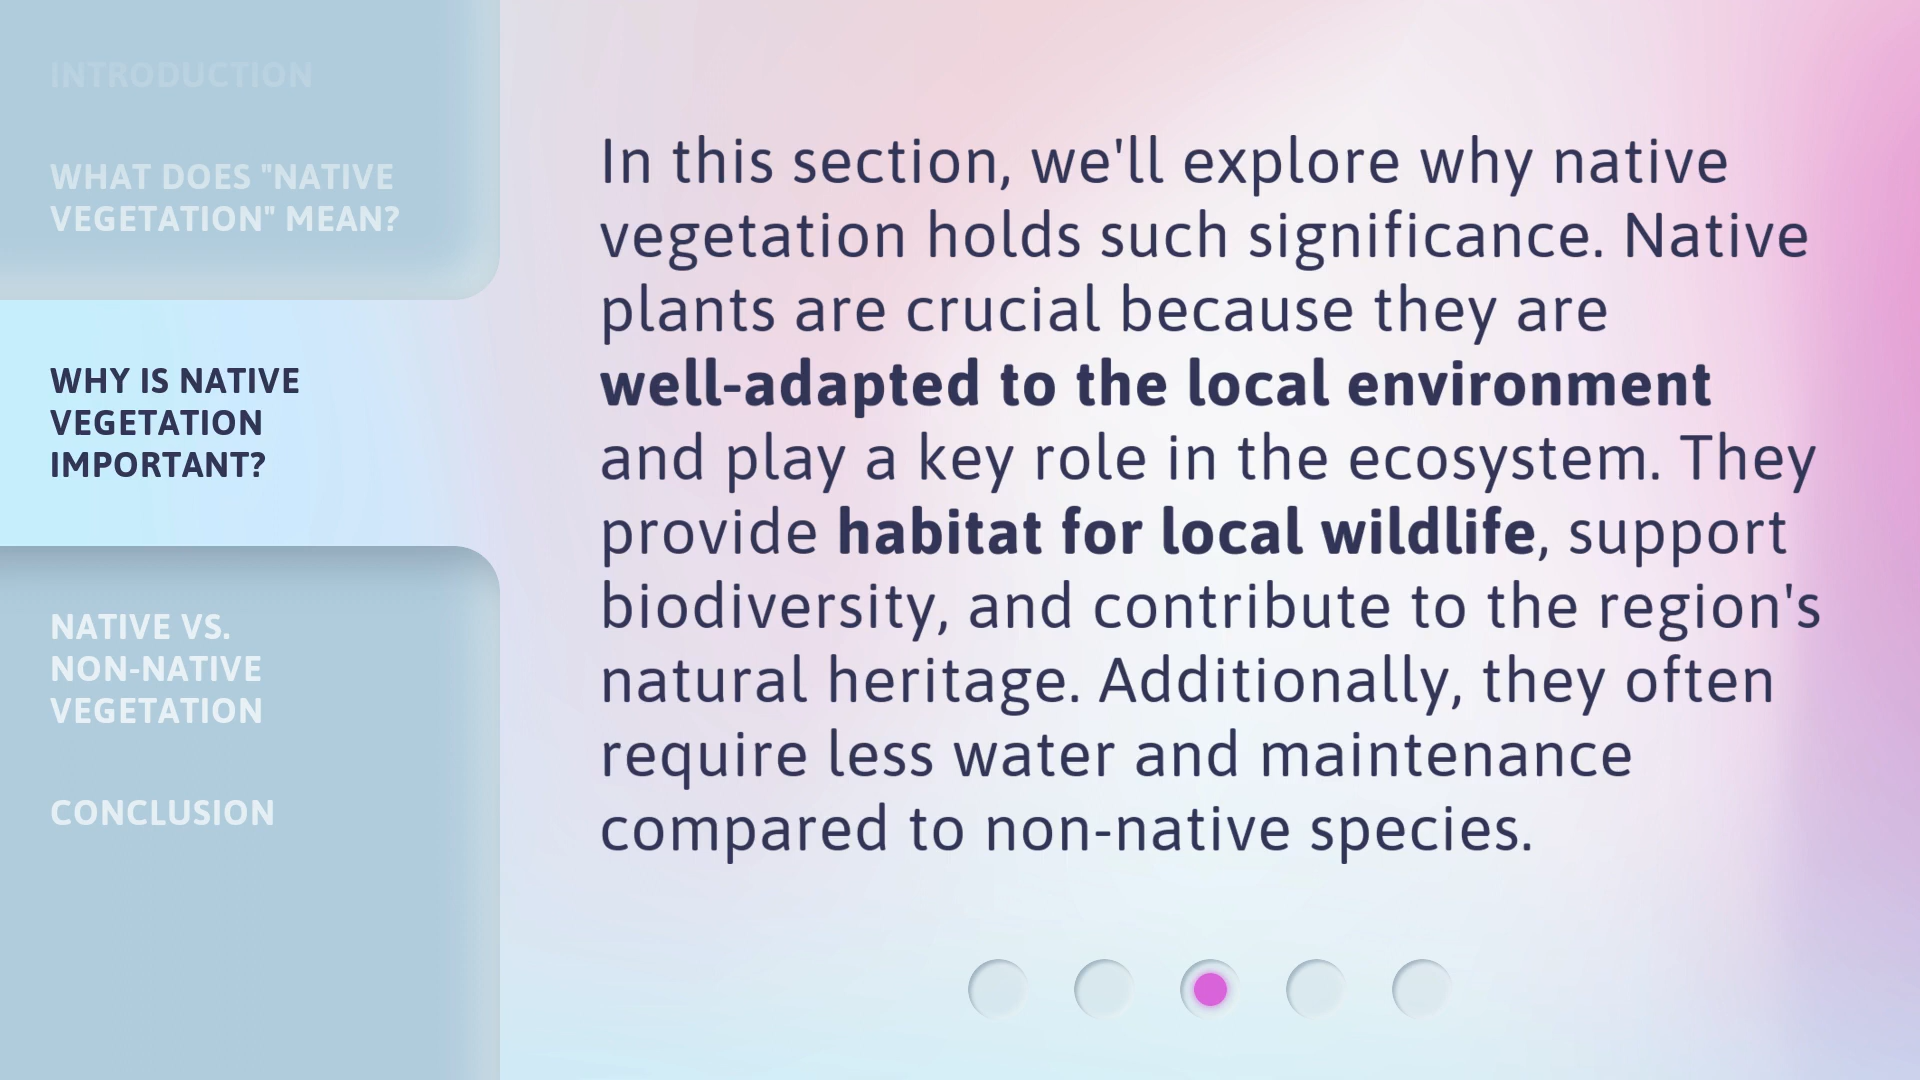 INTRODUCTION
WHAT DOES "NATIVE
VEGETATION" MEAN?
WHY IS NATIVE
VEGETATION
IMPORTANT?
NATIVE VS.
NON-NATIVE
VEGETATION
CONCLUSION
In this section, we'll explore why native
vegetation holds such significance. Native
plants are crucial because they are
well-adapted to the local environment
and play a key role in the ecosystem. They
provide habitat for local wildlife, support
biodiversity, and contribute to the region's
natural heritage. Additionally, they often
require less water and maintenance
compared to non-native species.